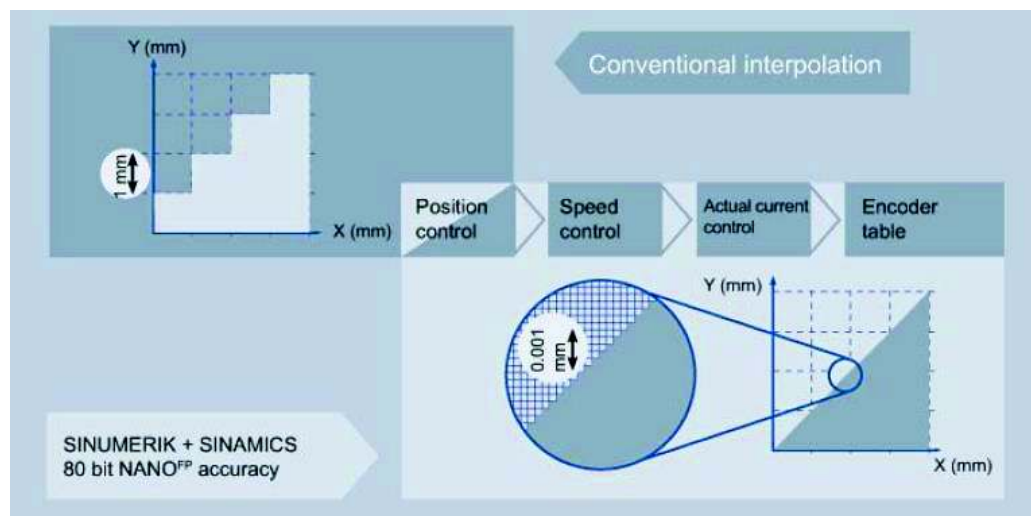 Y (mm)
Conventional interpolation
1 mm
X (mm)
Position
control
Speed
control
Actual current
control
Encoder
table
Y (mm)
0.001
mm
SINUMERIK + SINAMICS
80 bit NANOFP accuracy
X (mm)